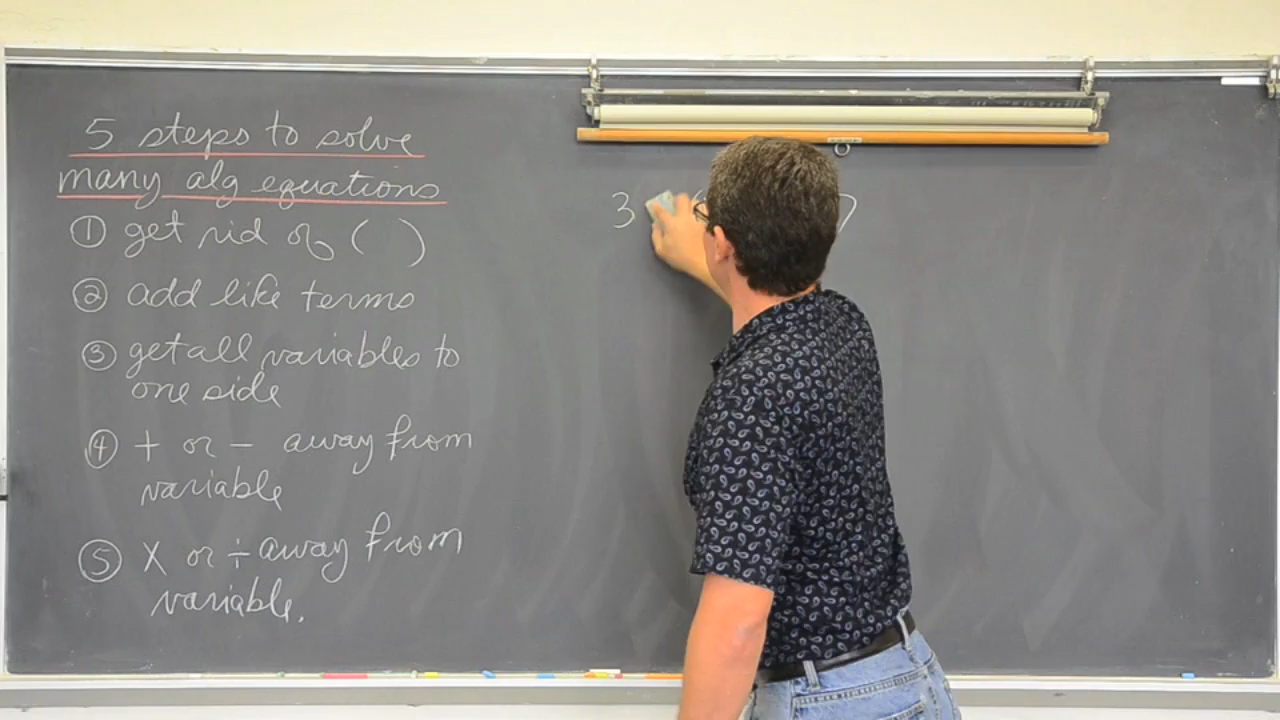 5 steps to solve
many alg equations
① get rid of ( )
② add like terms
③ get all variables to
one side
④ + or - away from
variable
⑤ X or ÷ away from
variable.
3 7